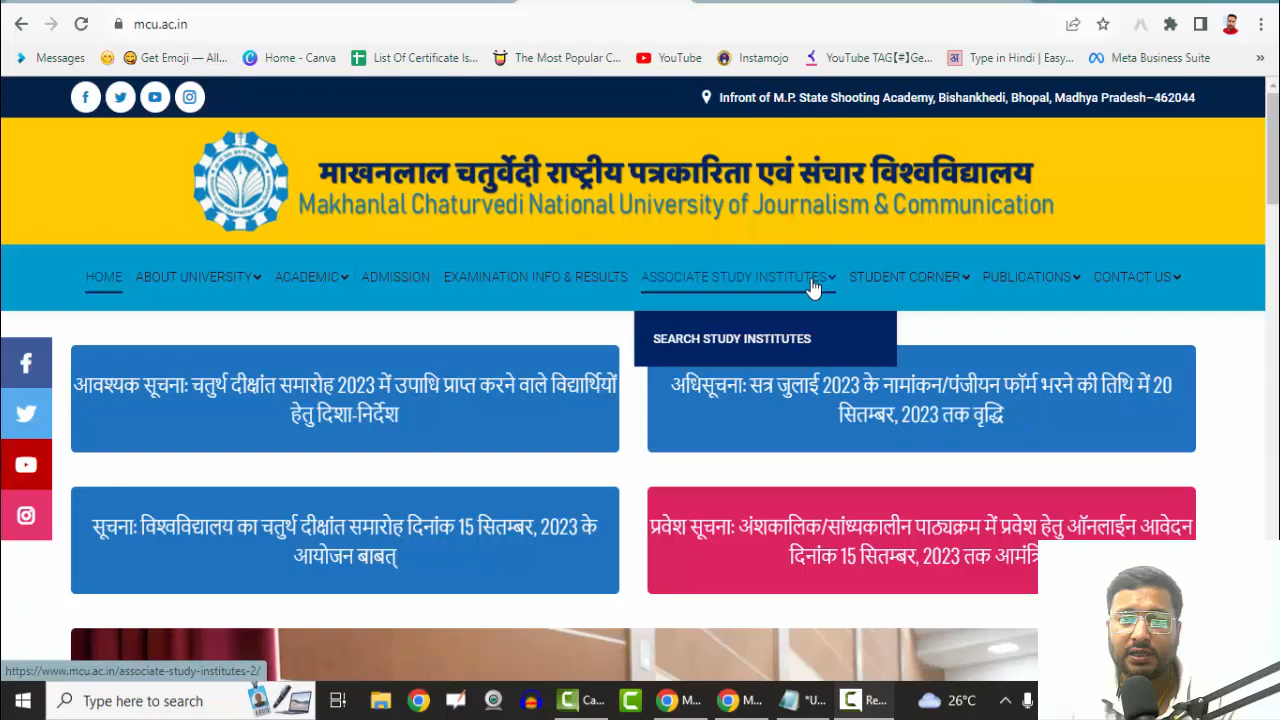 mcu.ac.in
Messages
Get Emoji — All...
Home - Canva
List Of Certificate Is...
The Most Popular C...
YouTube
Instamojo
YouTube TAG【#】Ge...
Type in Hindi | Easy...
Meta Business Suite
»
Infront of M.P. State Shooting Academy, Bishankhedi, Bhopal, Madhya Pradesh–462044
माखनलाल चतुर्वेदी राष्ट्रीय पत्रकारिता एवं संचार विश्वविद्यालय
Makhanlal Chaturvedi National University of Journalism & Communication
HOME ABOUT UNIVERSITY ACADEMIC ADMISSION EXAMINATION INFO & RESULTS ASSOCIATE STUDY INSTITUTES STUDENT CORNER PUBLICATIONS CONTACT US
SEARCH STUDY INSTITUTES
आवश्यक सूचना: चतुर्थ दीक्षांत समारोह 2023 में उपाधि प्राप्त करने वाले विद्यार्थियों
हेतु दिशा-निर्देश
अधिसूचना: सत्र जुलाई 2023 के नामांकन/पंजीयन फॉर्म भरने की तिथि में 20
सितम्बर, 2023 तक वृद्धि
सूचना: विश्वविद्यालय का चतुर्थ दीक्षांत समारोह दिनांक 15 सितम्बर, 2023 के
आयोजन बाबत्
प्रवेश सूचना: अंशकालिक/सांध्यकालीन पाठ्यक्रम में प्रवेश हेतु ऑनलाईन आवेदन
दिनांक 15 सितम्बर, 2023 तक आमंत्रि
https://www.mcu.ac.in/associate-study-institutes-2/
Type here to search
Ca...
M...
M...
*U...
Re...
26°C